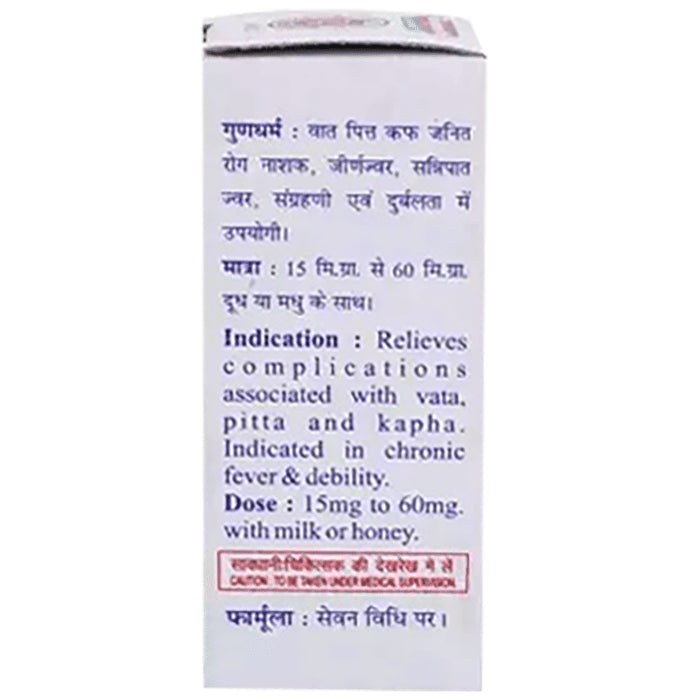 गुणधर्म : वात पित्त कफ जनित
रोग नाशक, जीर्णज्वर, सन्निपात
ज्वर, संग्रहणी एवं दुर्बलता में
उपयोगी।
मात्रा : 15 मि.ग्रा. से 60 मि.ग्रा.
दूध या मधु के साथ।
Indication : Relieves
complications
associated with vata,
pitta and kapha.
Indicated in chronic
fever & debility.
Dose : 15mg to 60mg.
with milk or honey.
सावधानी:चिकित्सक की देखरेख मे लें
CAUTION : TO BE TAKEN UNDER MEDICAL SUPERVISION.
फार्मूला : सेवन विधि पर।